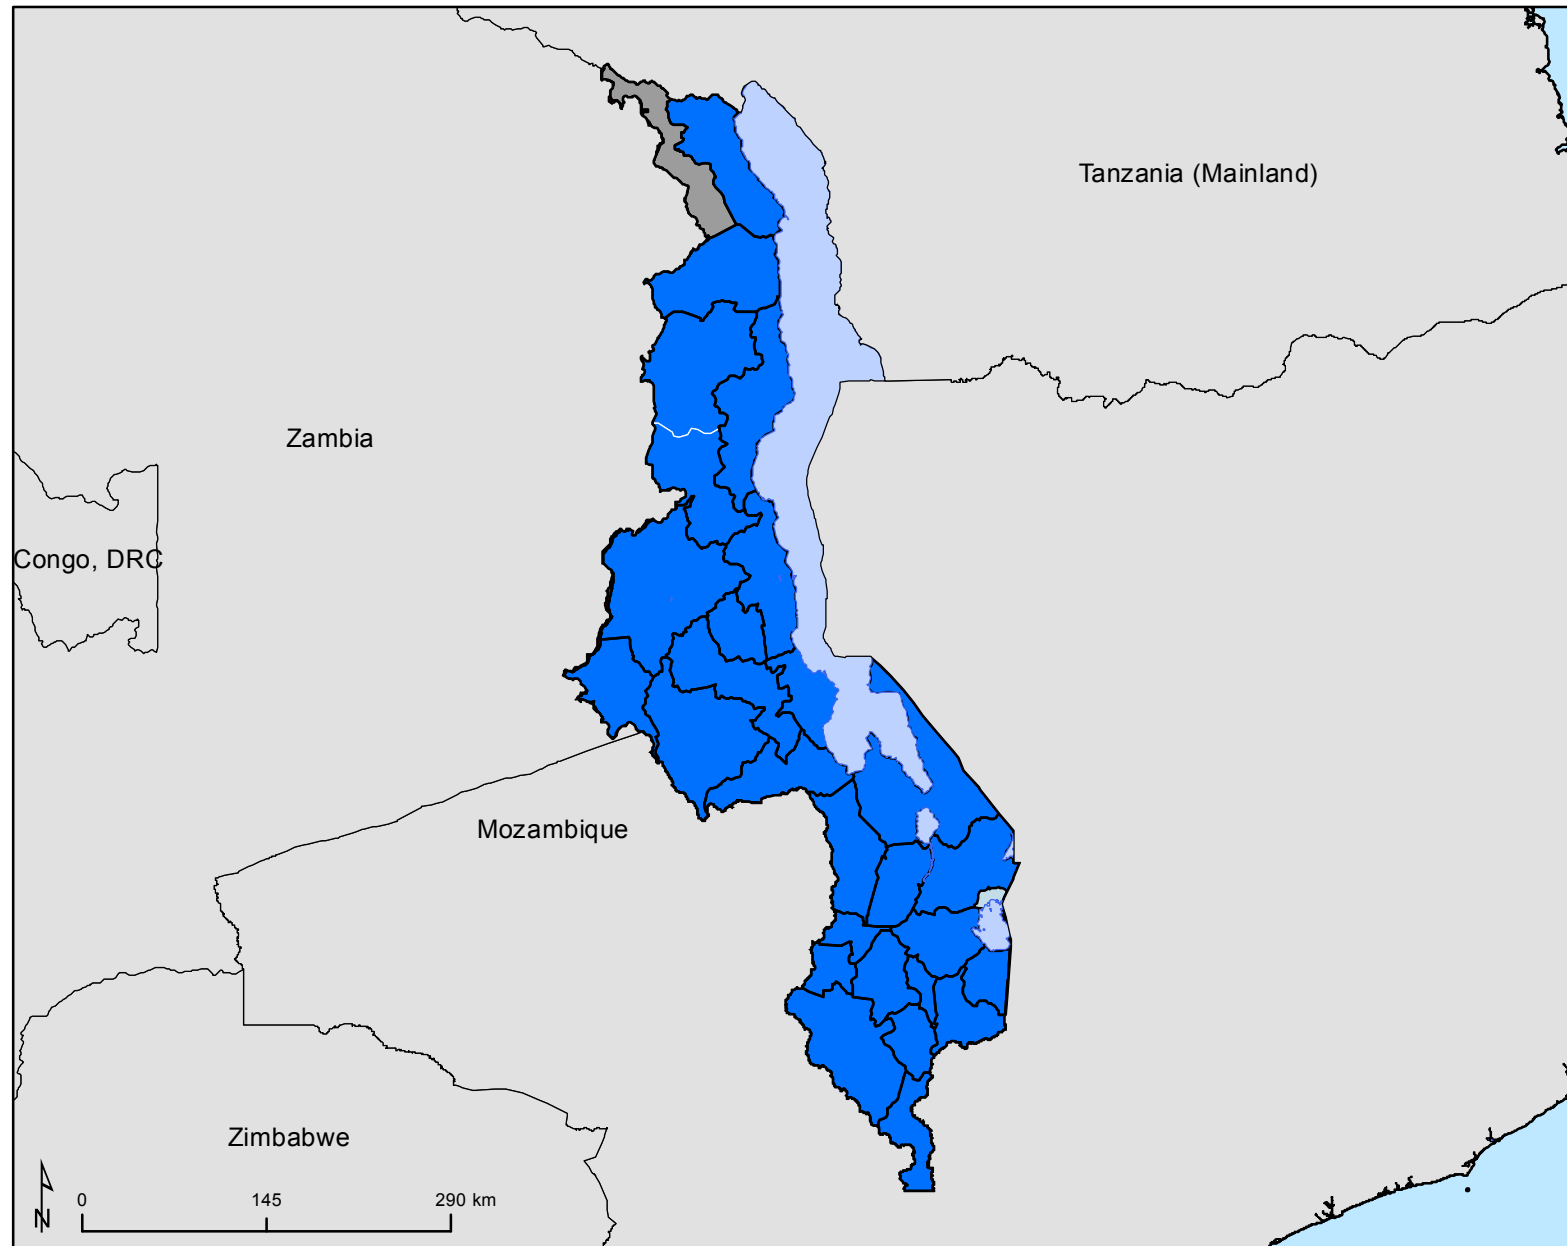 Tanzania (Mainland)
Zambia
Congo, DRC
Mozambique
Zimbabwe
N
0 145 290 km